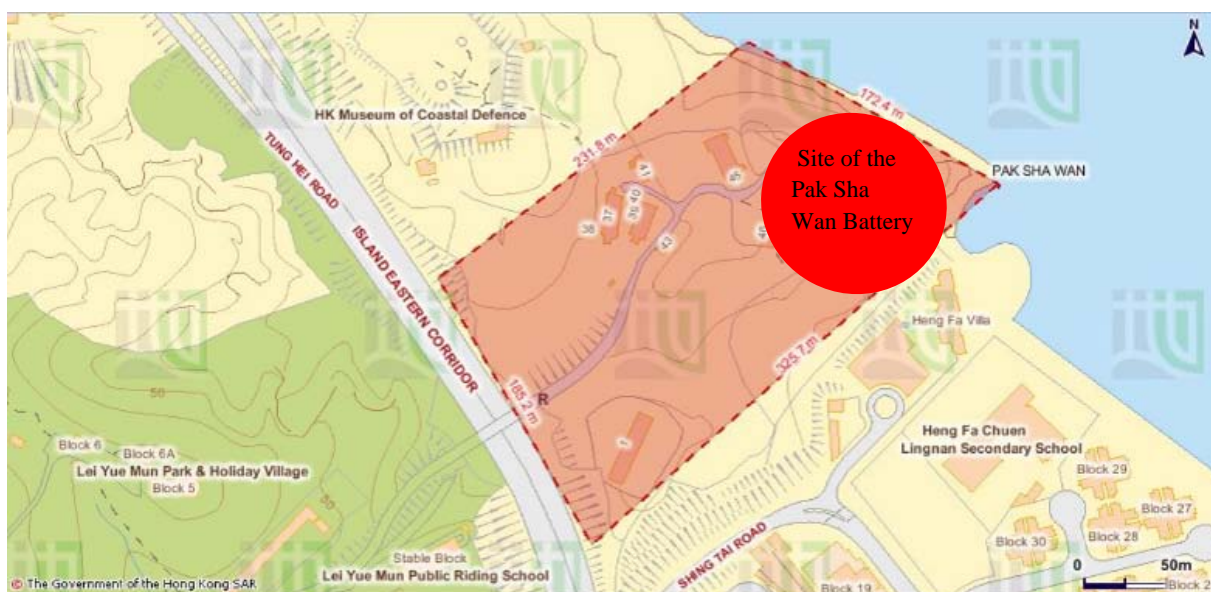 N
HK Museum of Coastal Defence
172.4 m
231.8 m
Site of the
Pak Sha
Wan Battery
PAK SHA WAN
TUNG HEI ROAD
ISLAND EASTERN CORRIDOR
41
45
39 40
37
38
43
Heng Fa Villa
325.7 m
185.2 m
R
7
Heng Fa Chuen
Lingnan Secondary School
50
Block 6
Block 6A
Lei Yue Mun Park & Holiday Village
Block 5
50
Block 29
Block 27
Block 28
Block 30
Stable Block
Lei Yue Mun Public Riding School
SHING TAI ROAD
Block 19
0
50m
Block 2
© The Government of the Hong Kong SAR